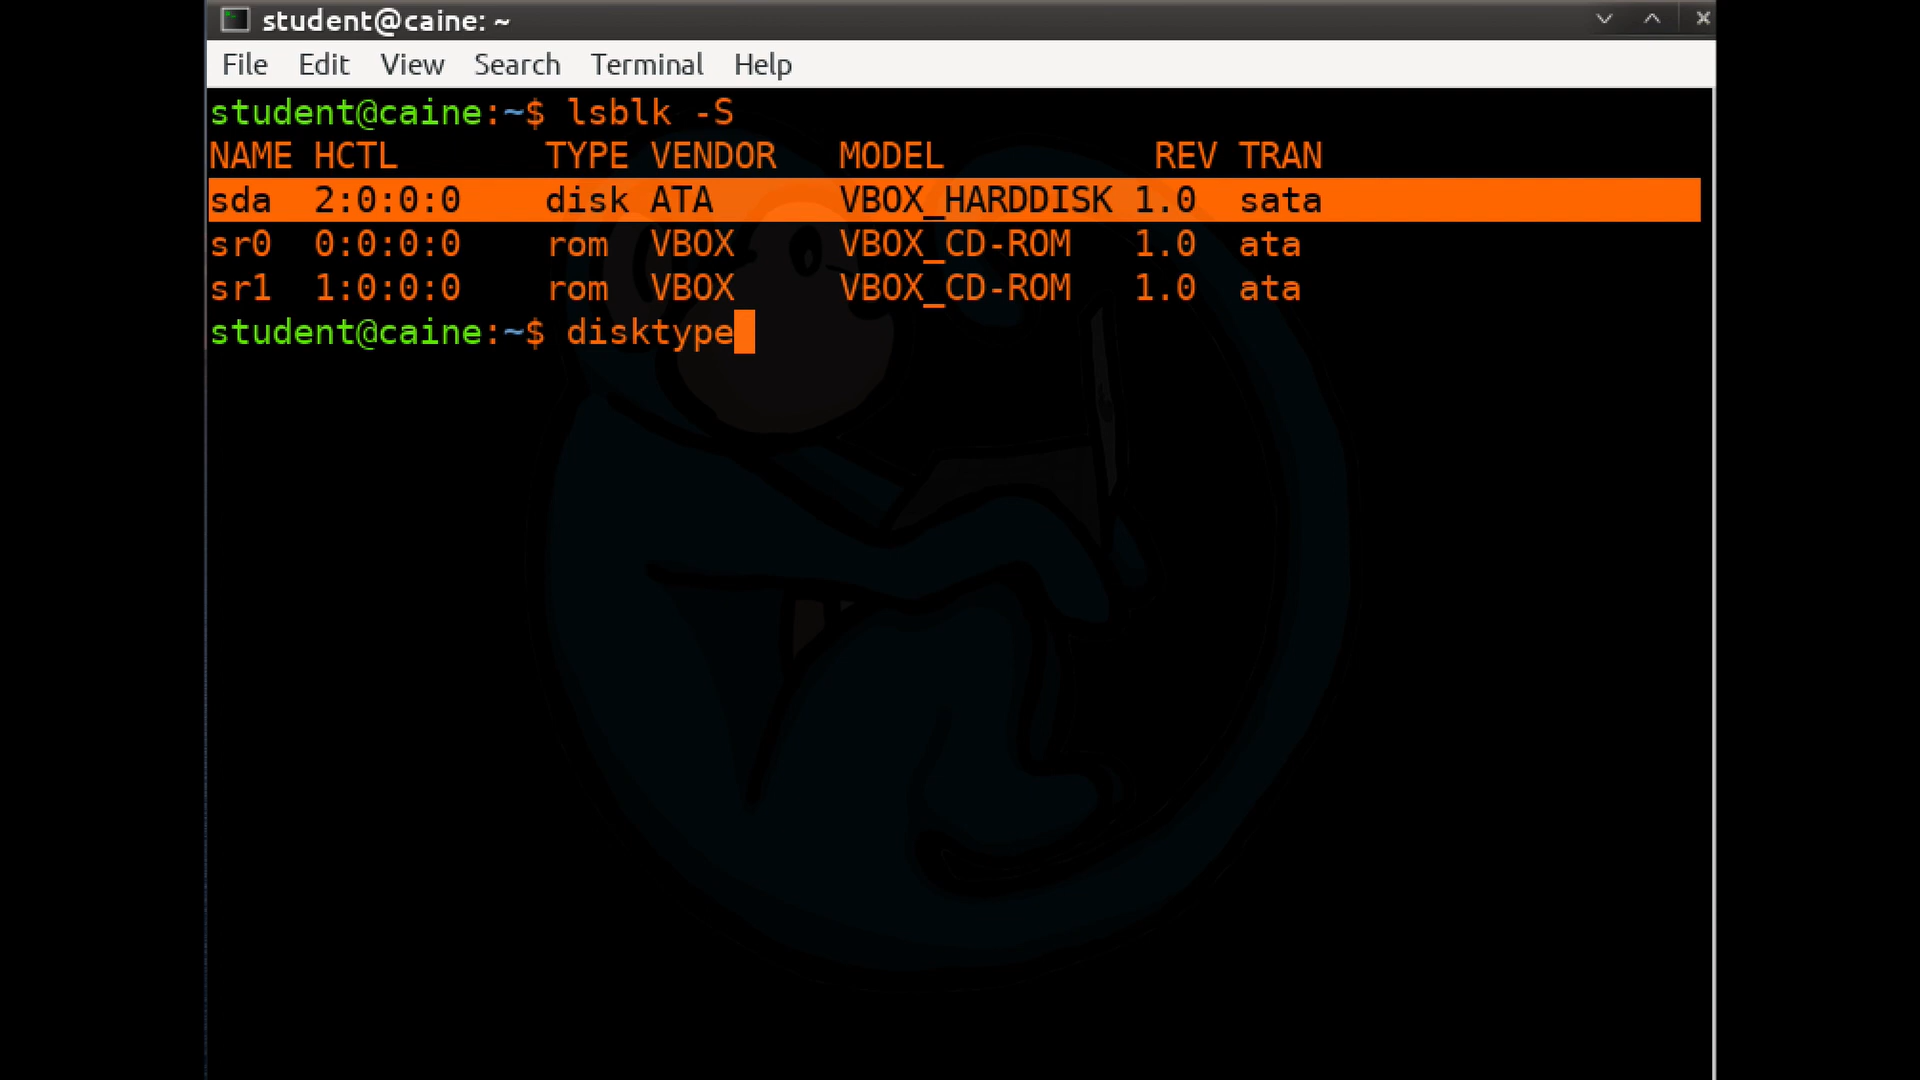 student@caine: ~
File Edit View Search Terminal Help
student@caine:~$ lsblk -S
NAME HCTL       TYPE VENDOR   MODEL          REV TRAN
sda  2:0:0:0    disk ATA      VBOX_HARDDISK 1.0  sata
sr0  0:0:0:0    rom  VBOX     VBOX_CD-ROM   1.0  ata
sr1  1:0:0:0    rom  VBOX     VBOX_CD-ROM   1.0  ata
student@caine:~$ disktype